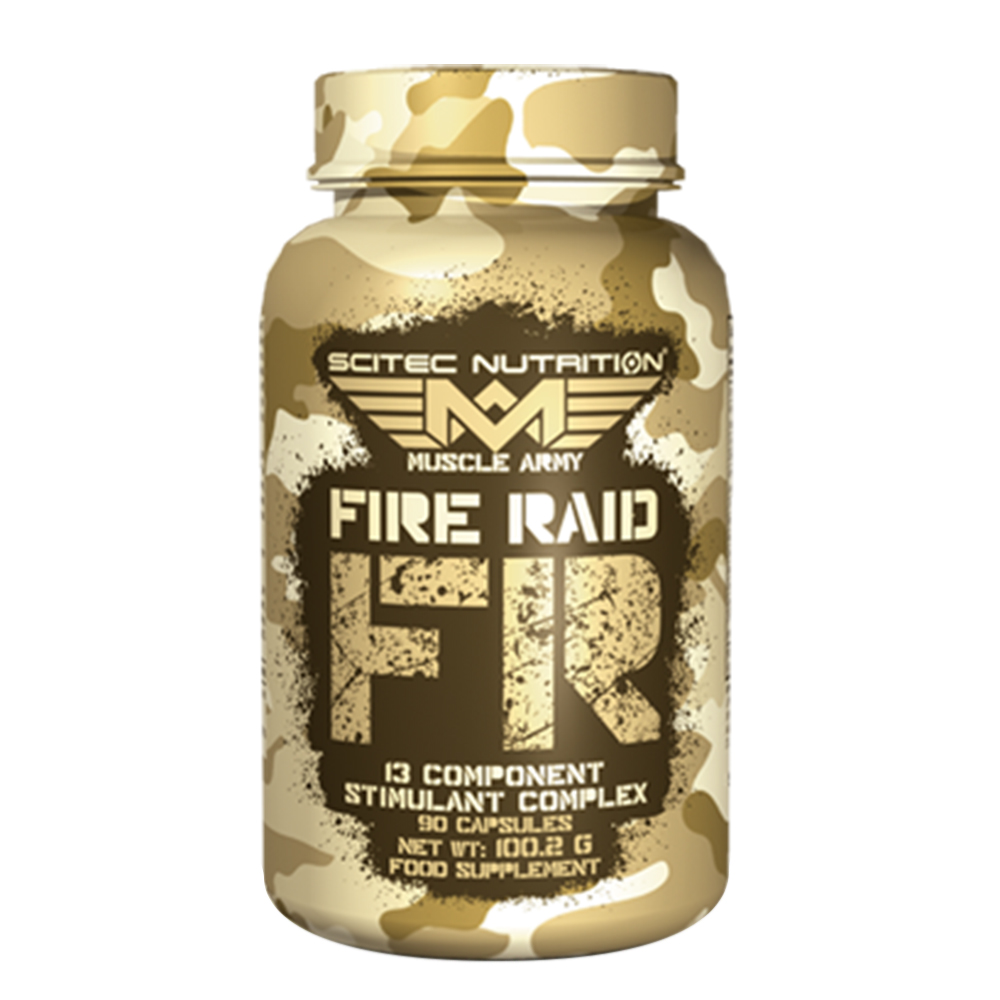 SCITEC NUTRITION®
MUSCLE ARMY
FIRE RAID
FR
13 COMPONENT
STIMULANT COMPLEX
90 CAPSULES
NET WT: 100.2 G
FOOD SUPPLEMENT